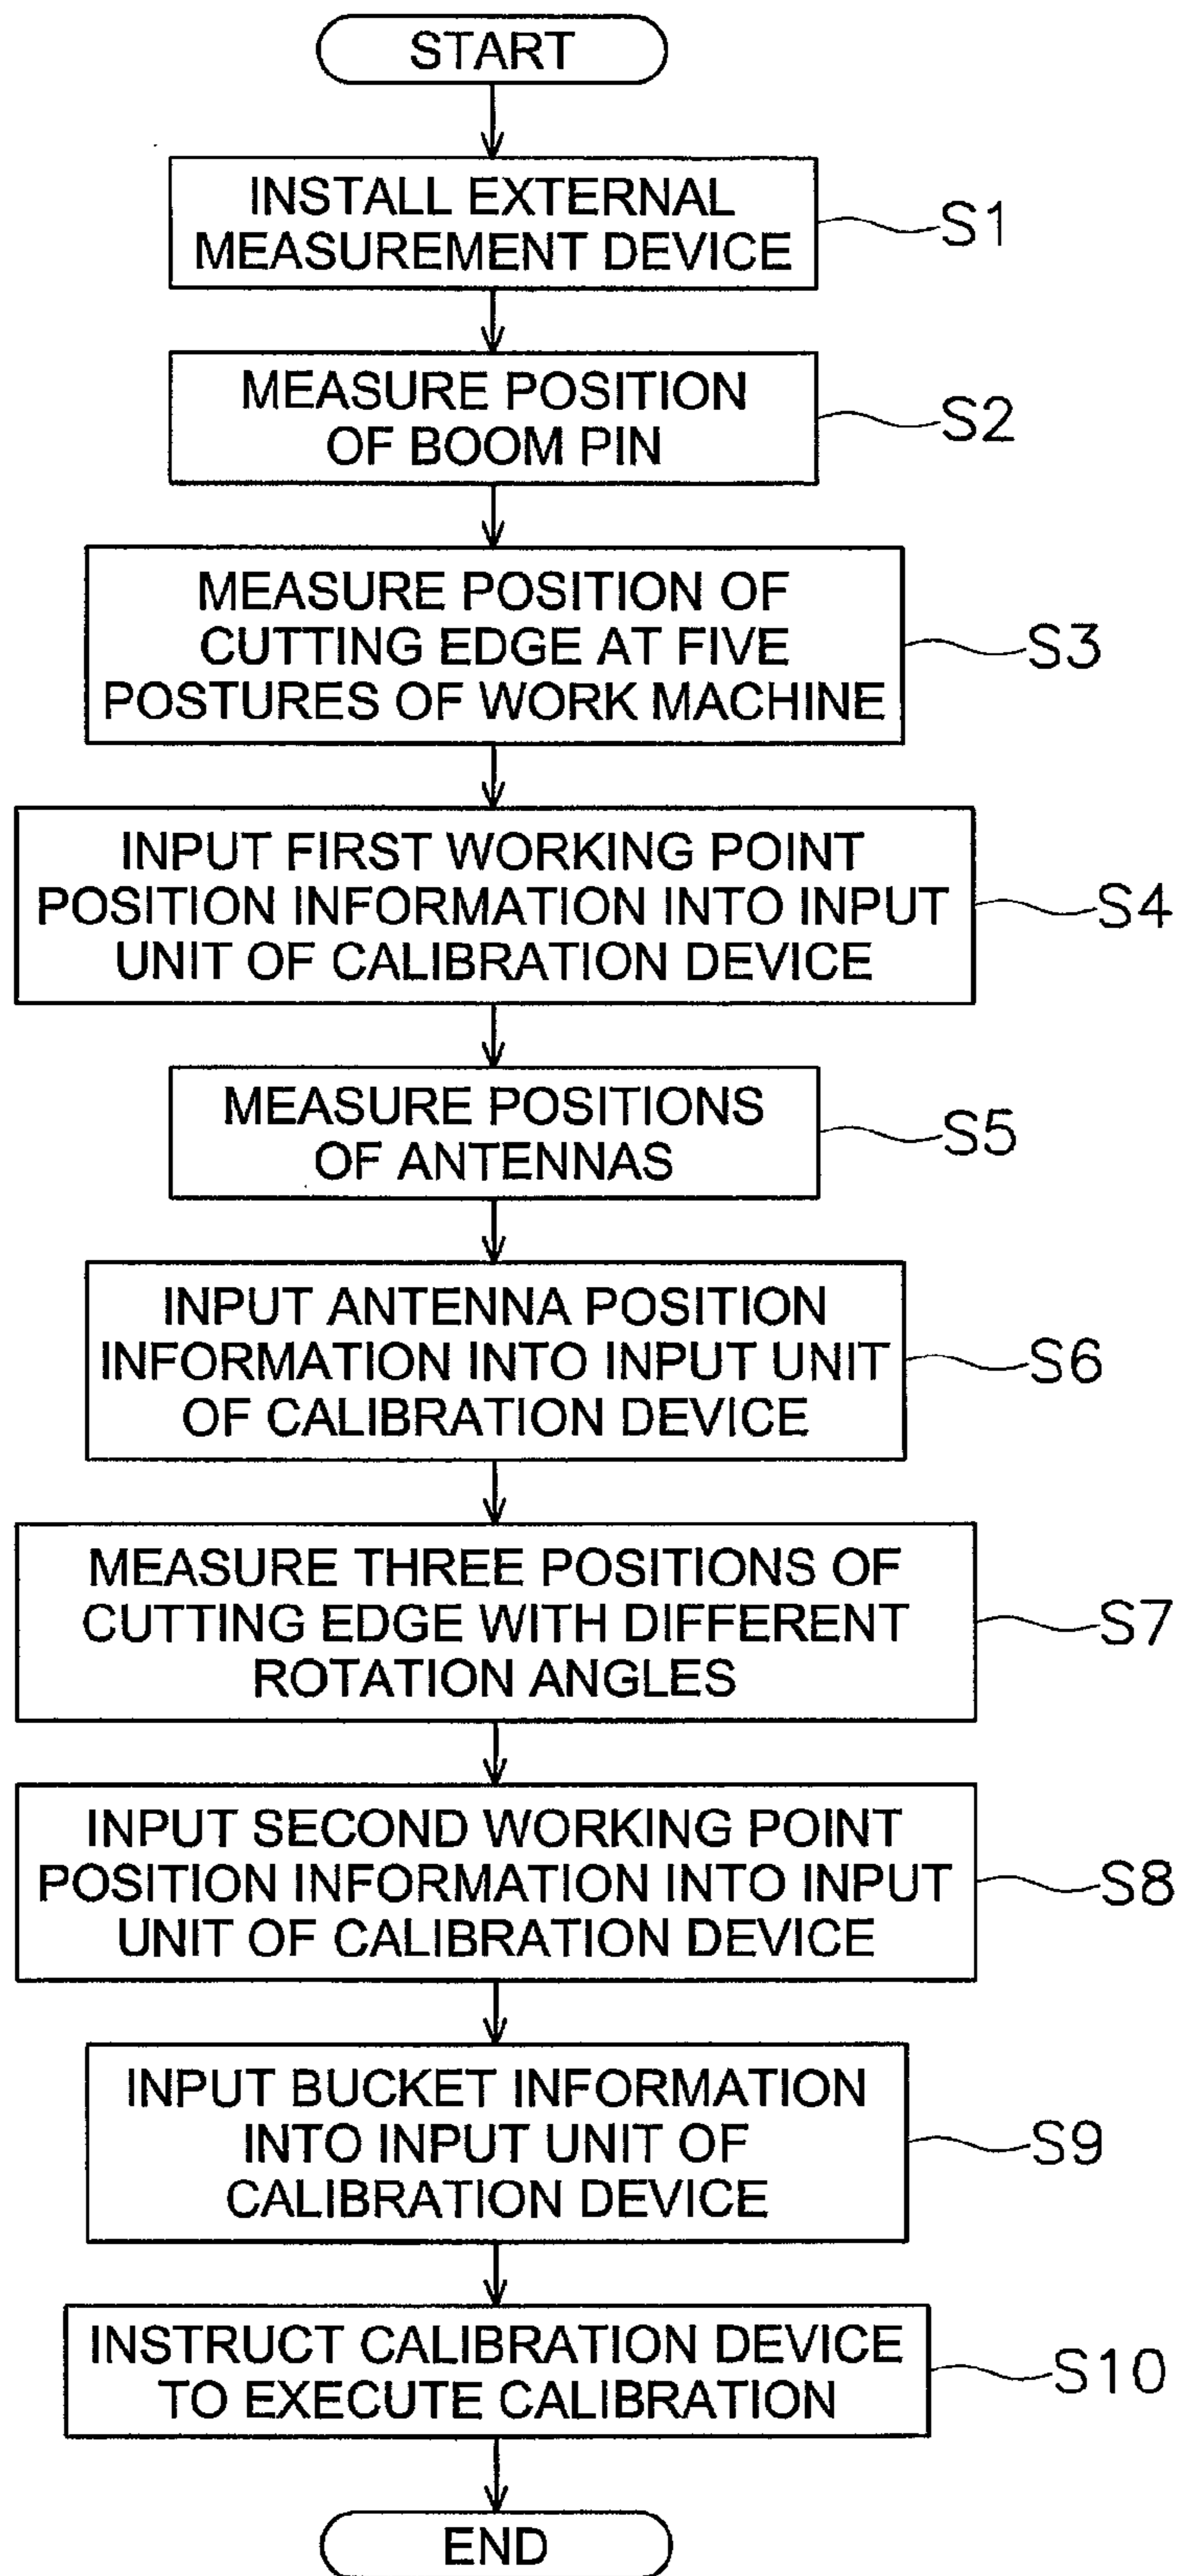 START
INSTALL EXTERNAL
MEASUREMENT DEVICE
S1
MEASURE POSITION
OF BOOM PIN
S2
MEASURE POSITION OF
CUTTING EDGE AT FIVE
POSTURES OF WORK MACHINE
S3
INPUT FIRST WORKING POINT
POSITION INFORMATION INTO INPUT
UNIT OF CALIBRATION DEVICE
S4
MEASURE POSITIONS
OF ANTENNAS
S5
INPUT ANTENNA POSITION
INFORMATION INTO INPUT UNIT
OF CALIBRATION DEVICE
S6
MEASURE THREE POSITIONS OF
CUTTING EDGE WITH DIFFERENT
ROTATION ANGLES
S7
INPUT SECOND WORKING POINT
POSITION INFORMATION INTO INPUT
UNIT OF CALIBRATION DEVICE
S8
INPUT BUCKET INFORMATION
INTO INPUT UNIT OF
CALIBRATION DEVICE
S9
INSTRUCT CALIBRATION DEVICE
TO EXECUTE CALIBRATION
S10
END